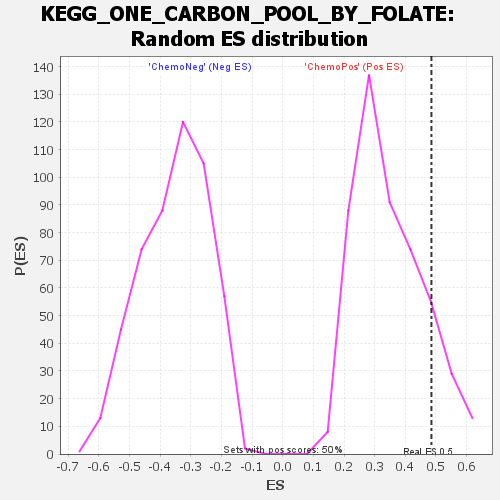 KEGG_ONE_CARBON_POOL_BY_FOLATE:
Random ES distribution
'ChemoNeg' (Neg ES) 'ChemoPos' (Pos ES)
140
130
120
110
100
90
80
70
60
50
40
30
20
10
0
P(ES)
Sets with pos scores: 50%
Real ES 0.5
-0.7 -0.6 -0.5 -0.4 -0.3 -0.2 -0.1 0.0 0.1 0.2 0.3 0.4 0.5 0.6
ES